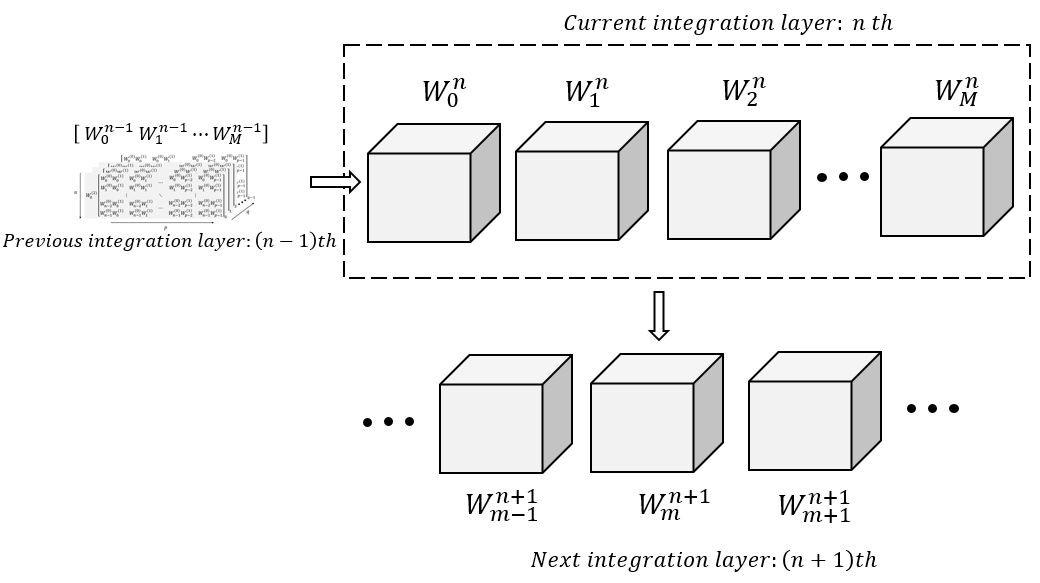 Current integration layer: n th
W_0^n W_1^n W_2^n W_M^n
[ W_0^{n-1} W_1^{n-1} ⋯ W_M^{n-1}]
Previous integration layer: (n − 1)th
W_{m-1}^{n+1} W_m^{n+1} W_{m+1}^{n+1}
Next integration layer: (n + 1)th